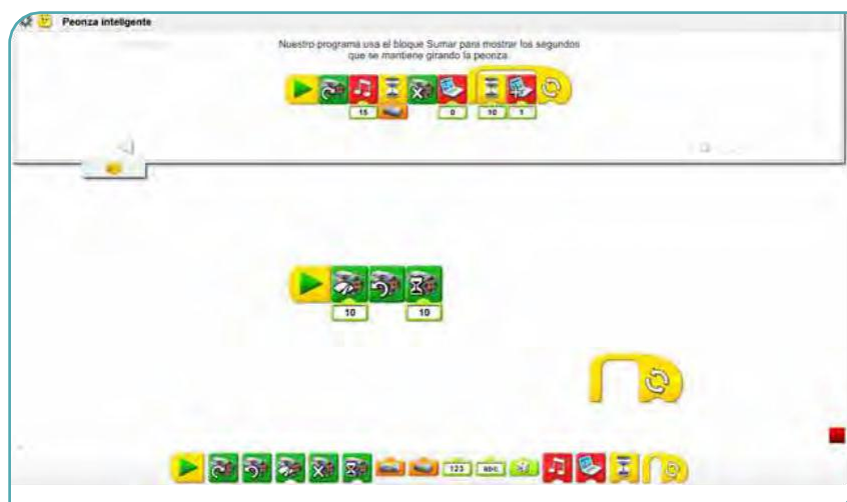 Peonza inteligente
Nuestro programa usa el bloque Sumar para mostrar los segundos
que se mantiene girando la peonza.
15 0 10 1
10 10
123 abc